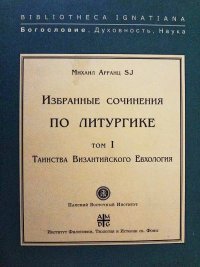 BIBLIOTHECA IGNATIANA
Богословие, Духовность, Наука
Михаил Арранц SJ
Избранные сочинения
по литургике
том I
Таинства Византийского Евхология
Папский Восточный Институт
Институт Философии, Теологии и Истории св. Фомы